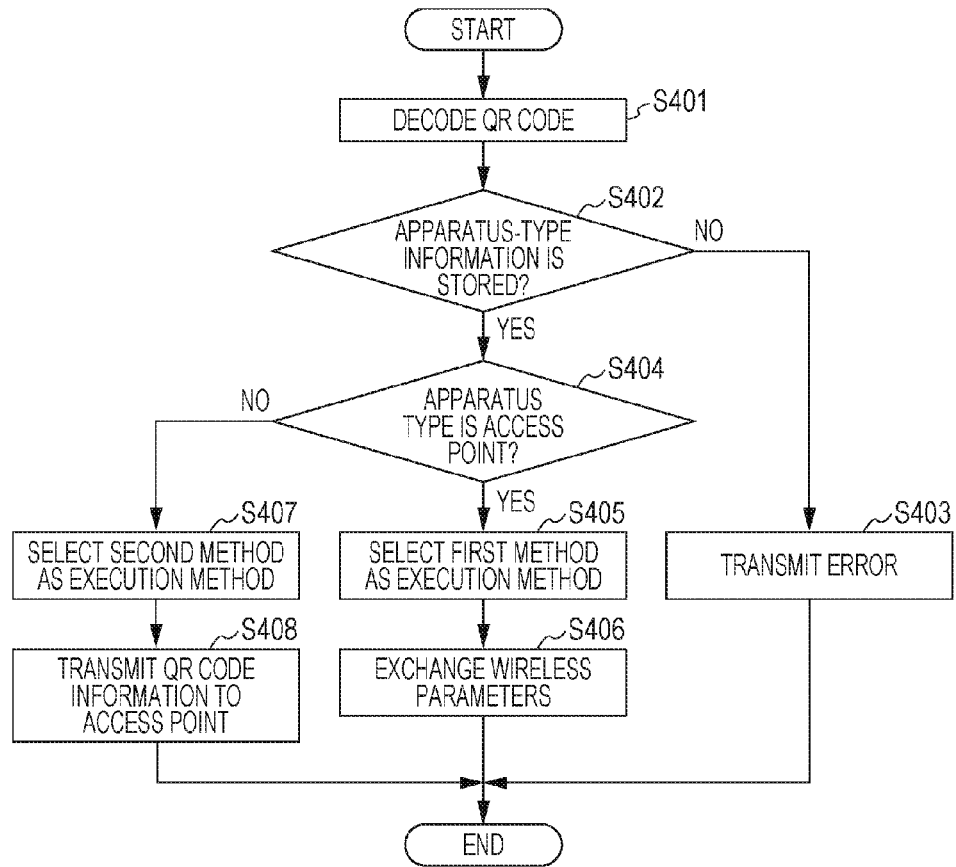 START
S401
DECODE QR CODE
S402
APPARATUS-TYPE
INFORMATION IS
STORED?
NO
YES
S404
NO
APPARATUS
TYPE IS ACCESS
POINT?
YES
S407
SELECT SECOND METHOD
AS EXECUTION METHOD
S405
SELECT FIRST METHOD
AS EXECUTION METHOD
S403
TRANSMIT ERROR
S408
TRANSMIT QR CODE
INFORMATION TO
ACCESS POINT
S406
EXCHANGE WIRELESS
PARAMETERS
END